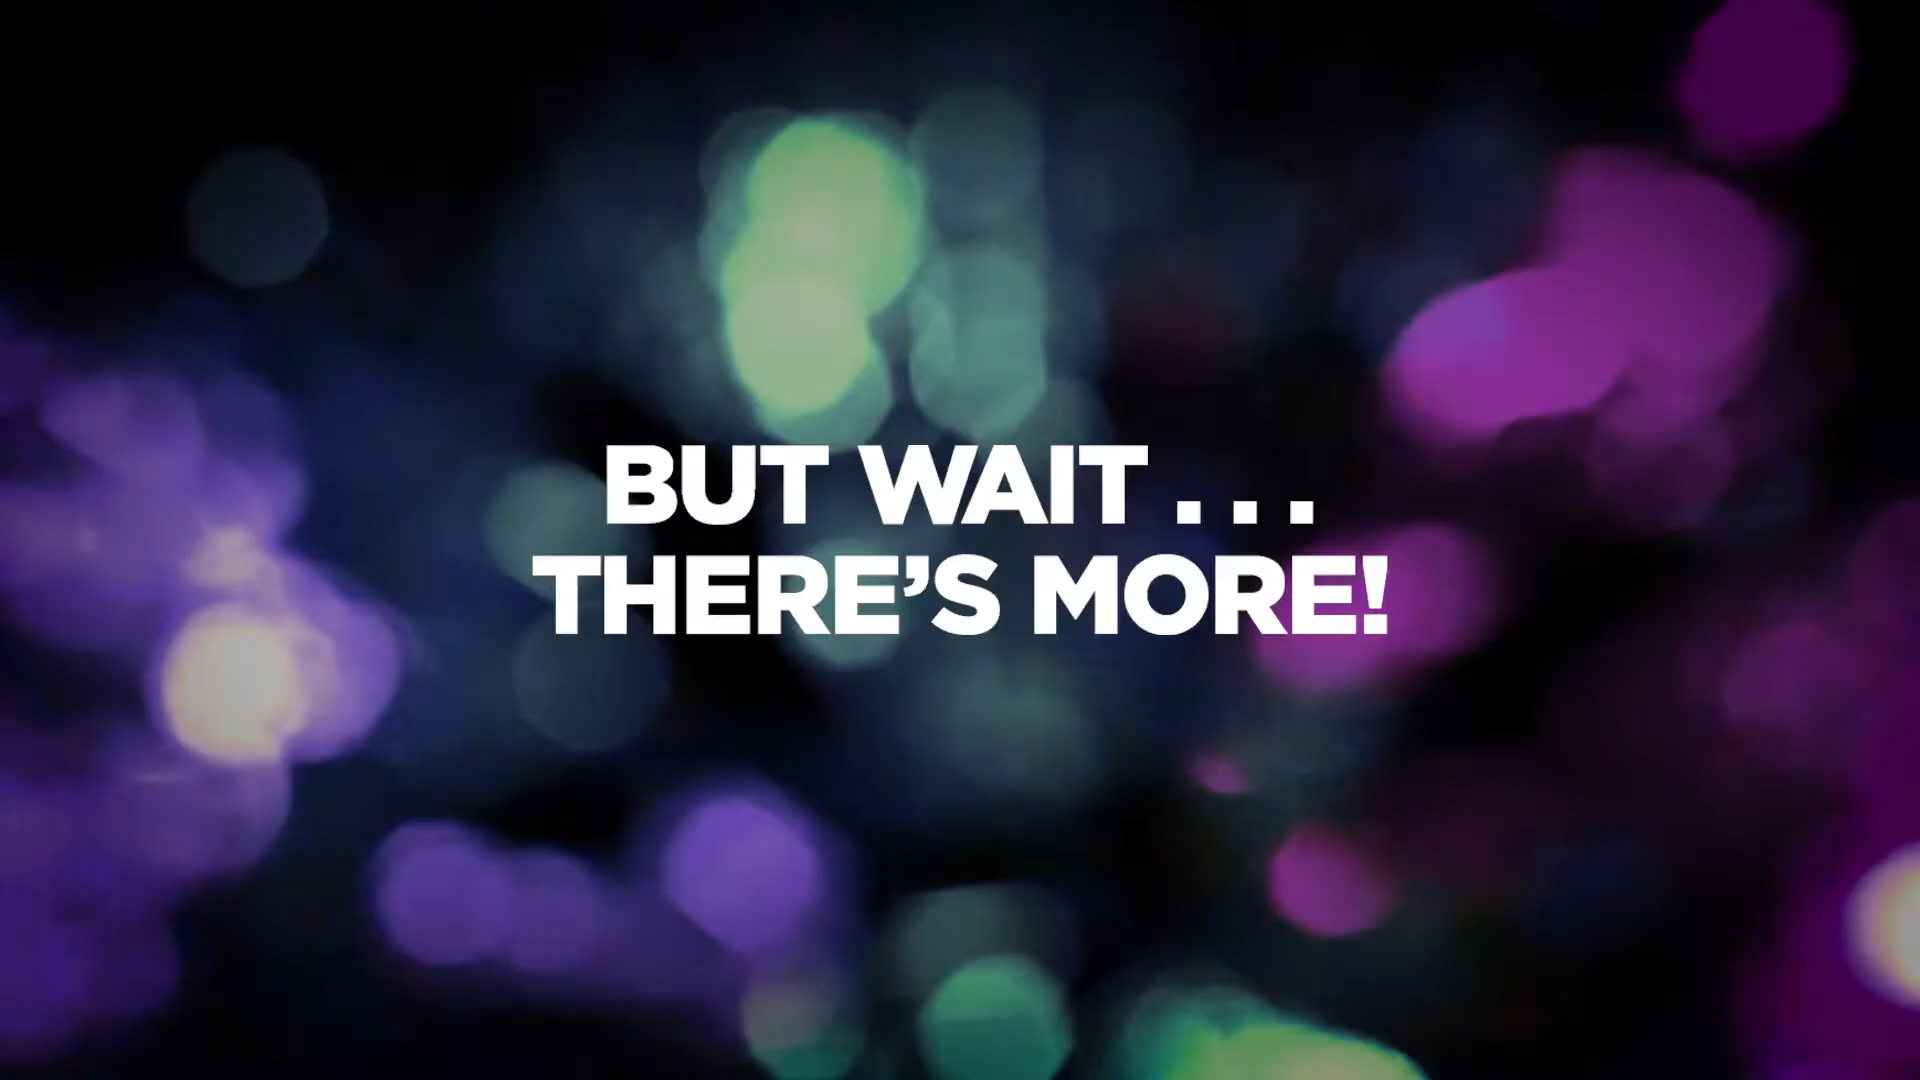 BUT WAIT . . .
THERE’S MORE!